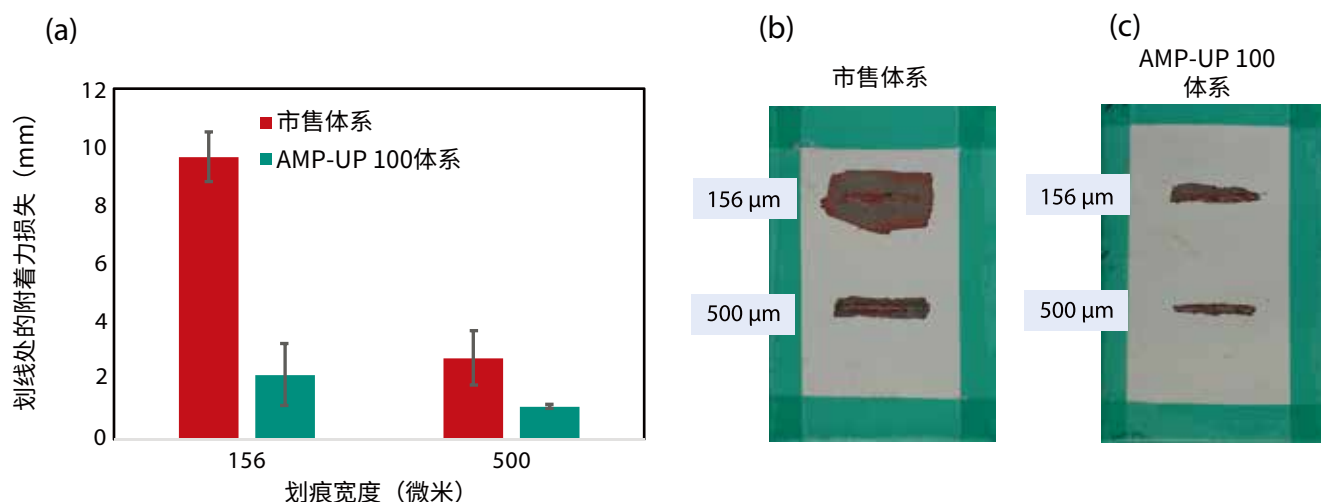 (a)
划线处的附着力损失（mm）
12
10
8
6
4
2
0
市售体系
AMP-UP 100体系
156
500
划痕宽度（微米）
(b)
市售体系
156 µm
500 µm
(c)
AMP-UP 100
体系
156 µm
500 µm